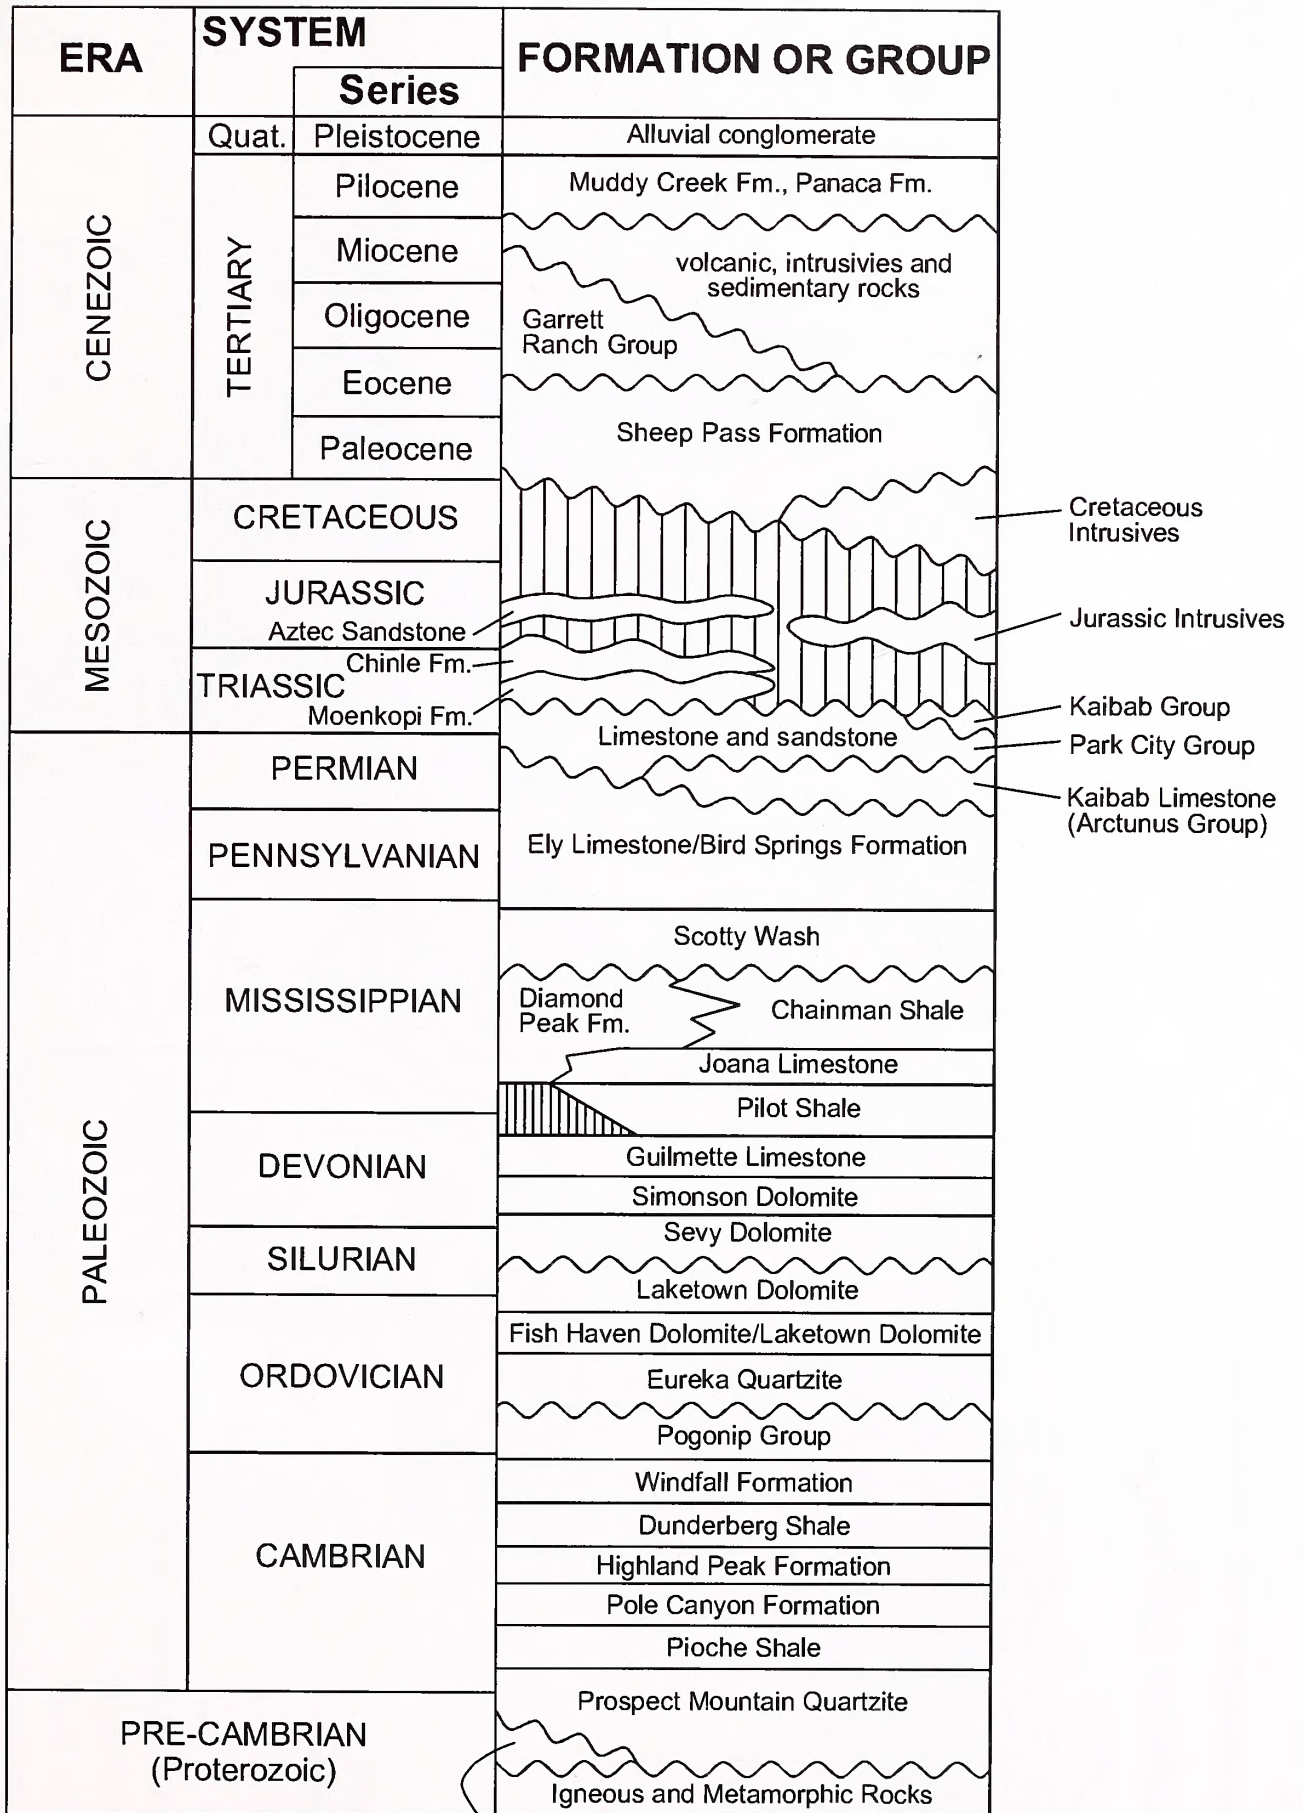 ERA
SYSTEM
Series
FORMATION OR GROUP
CENEZOIC
Quat.
Pleistocene
Alluvial conglomerate
TERTIARY
Pilocene
Muddy Creek Fm., Panaca Fm.
Miocene
volcanic, intrusivies and
sedimentary rocks
Oligocene
Garrett
Ranch Group
Eocene
Paleocene
Sheep Pass Formation
MESOZOIC
CRETACEOUS
Cretaceous
Intrusives
JURASSIC
Aztec Sandstone
Jurassic Intrusives
Chinle Fm.
TRIASSIC
Moenkopi Fm.
Kaibab Group
PALEOZOIC
PERMIAN
Limestone and sandstone
Park City Group
Kaibab Limestone
(Arctunus Group)
PENNSYLVANIAN
Ely Limestone/Bird Springs Formation
MISSISSIPPIAN
Scotty Wash
Diamond
Peak Fm.
Chainman Shale
Joana Limestone
Pilot Shale
DEVONIAN
Guilmette Limestone
Simonson Dolomite
Sevy Dolomite
SILURIAN
Laketown Dolomite
ORDOVICIAN
Fish Haven Dolomite/Laketown Dolomite
Eureka Quartzite
Pogonip Group
CAMBRIAN
Windfall Formation
Dunderberg Shale
Highland Peak Formation
Pole Canyon Formation
Pioche Shale
PRE-CAMBRIAN
(Proterozoic)
Prospect Mountain Quartzite
Igneous and Metamorphic Rocks